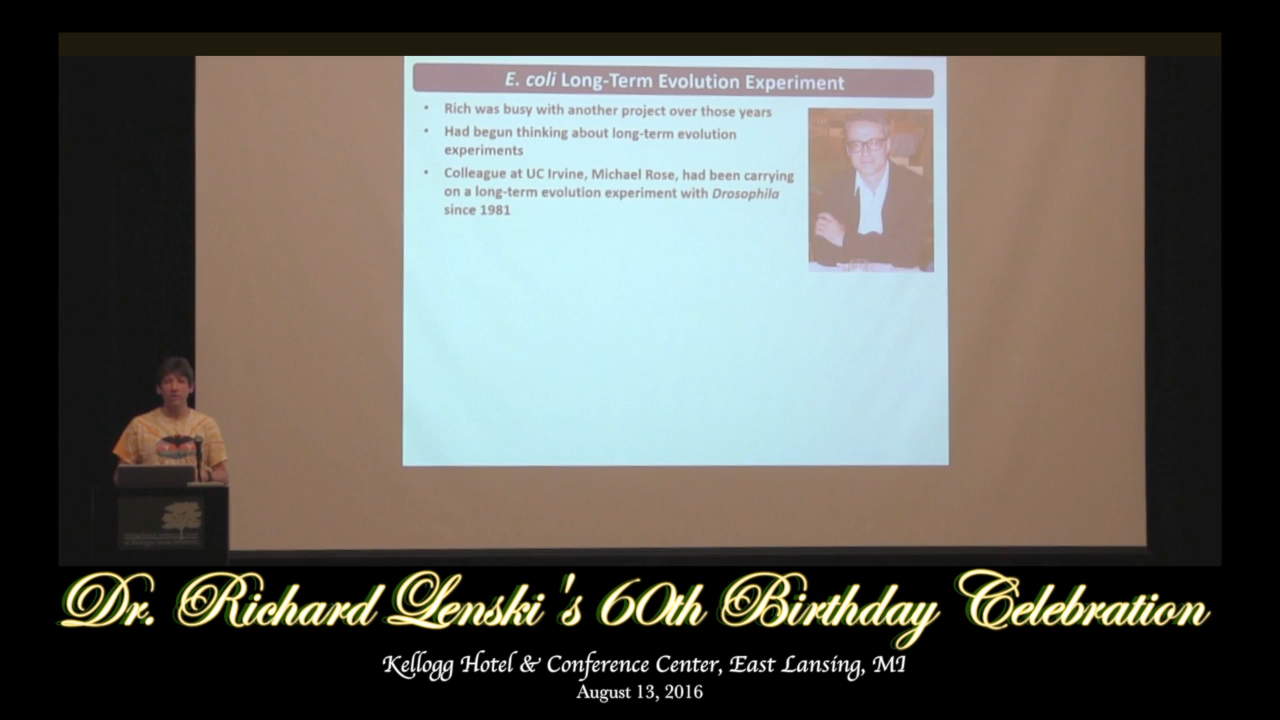 E. coli Long-Term Evolution Experiment
• Rich was busy with another project over those years
• Had begun thinking about long-term evolution
experiments
• Colleague at UC Irvine, Michael Rose, had been carrying
on a long-term evolution experiment with Drosophila
since 1981
Dr. Richard Lenski's 60th Birthday Celebration
Kellogg Hotel & Conference Center, East Lansing, MI
August 13, 2016